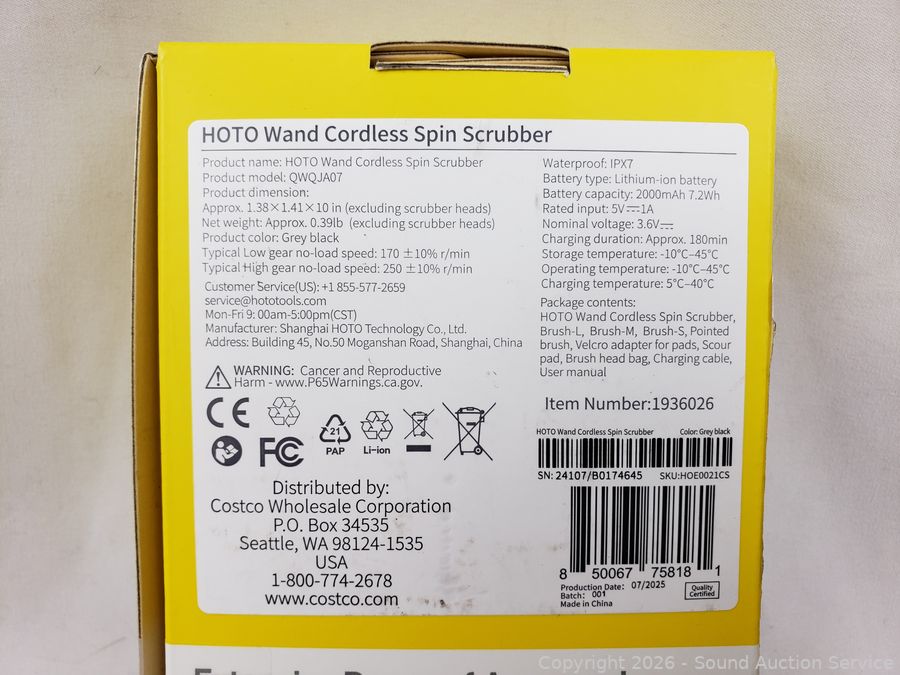 HOTO Wand Cordless Spin Scrubber
Product name: HOTO Wand Cordless Spin Scrubber
Product model: QWQJA07
Product dimension:
Approx. 1.38×1.41×10 in (excluding scrubber heads)
Net weight: Approx. 0.39lb (excluding scrubber heads)
Product color: Grey black
Typical Low gear no-load speed: 170 ±10% r/min
Typical High gear no-load speed: 250 ±10% r/min
Customer Service(US): +1 855-577-2659
service@hototools.com
Mon-Fri 9: 00am-5:00pm(CST)
Manufacturer: Shanghai HOTO Technology Co., Ltd.
Address: Building 45, No.50 Moganshan Road, Shanghai, China
WARNING: Cancer and Reproductive
Harm - www.P65Warnings.ca.gov.
CE
FC
21
PAP
Li-ion
Distributed by:
Costco Wholesale Corporation
P.O. Box 34535
Seattle, WA 98124-1535
USA
1-800-774-2678
www.costco.com
Waterproof: IPX7
Battery type: Lithium-ion battery
Battery capacity: 2000mAh 7.2Wh
Rated input: 5V⎓1A
Nominal voltage: 3.6V⎓
Charging duration: Approx. 180min
Storage temperature: -10°C–45°C
Operating temperature: -10°C–45°C
Charging temperature: 5°C–40°C
Package contents:
HOTO Wand Cordless Spin Scrubber,
Brush-L, Brush-M, Brush-S, Pointed
brush, Velcro adapter for pads, Scour
pad, Brush head bag, Charging cable,
User manual
Item Number:1936026
HOTO Wand Cordless Spin Scrubber Color: Grey black
SN: 24107/B0174645 SKU:HOE0021CS
8 50067 75818 1
Production Date: 07/2025
Batch: 001
Made in China
Quality
Certified
Copyright 2026 - Sound Auction Service